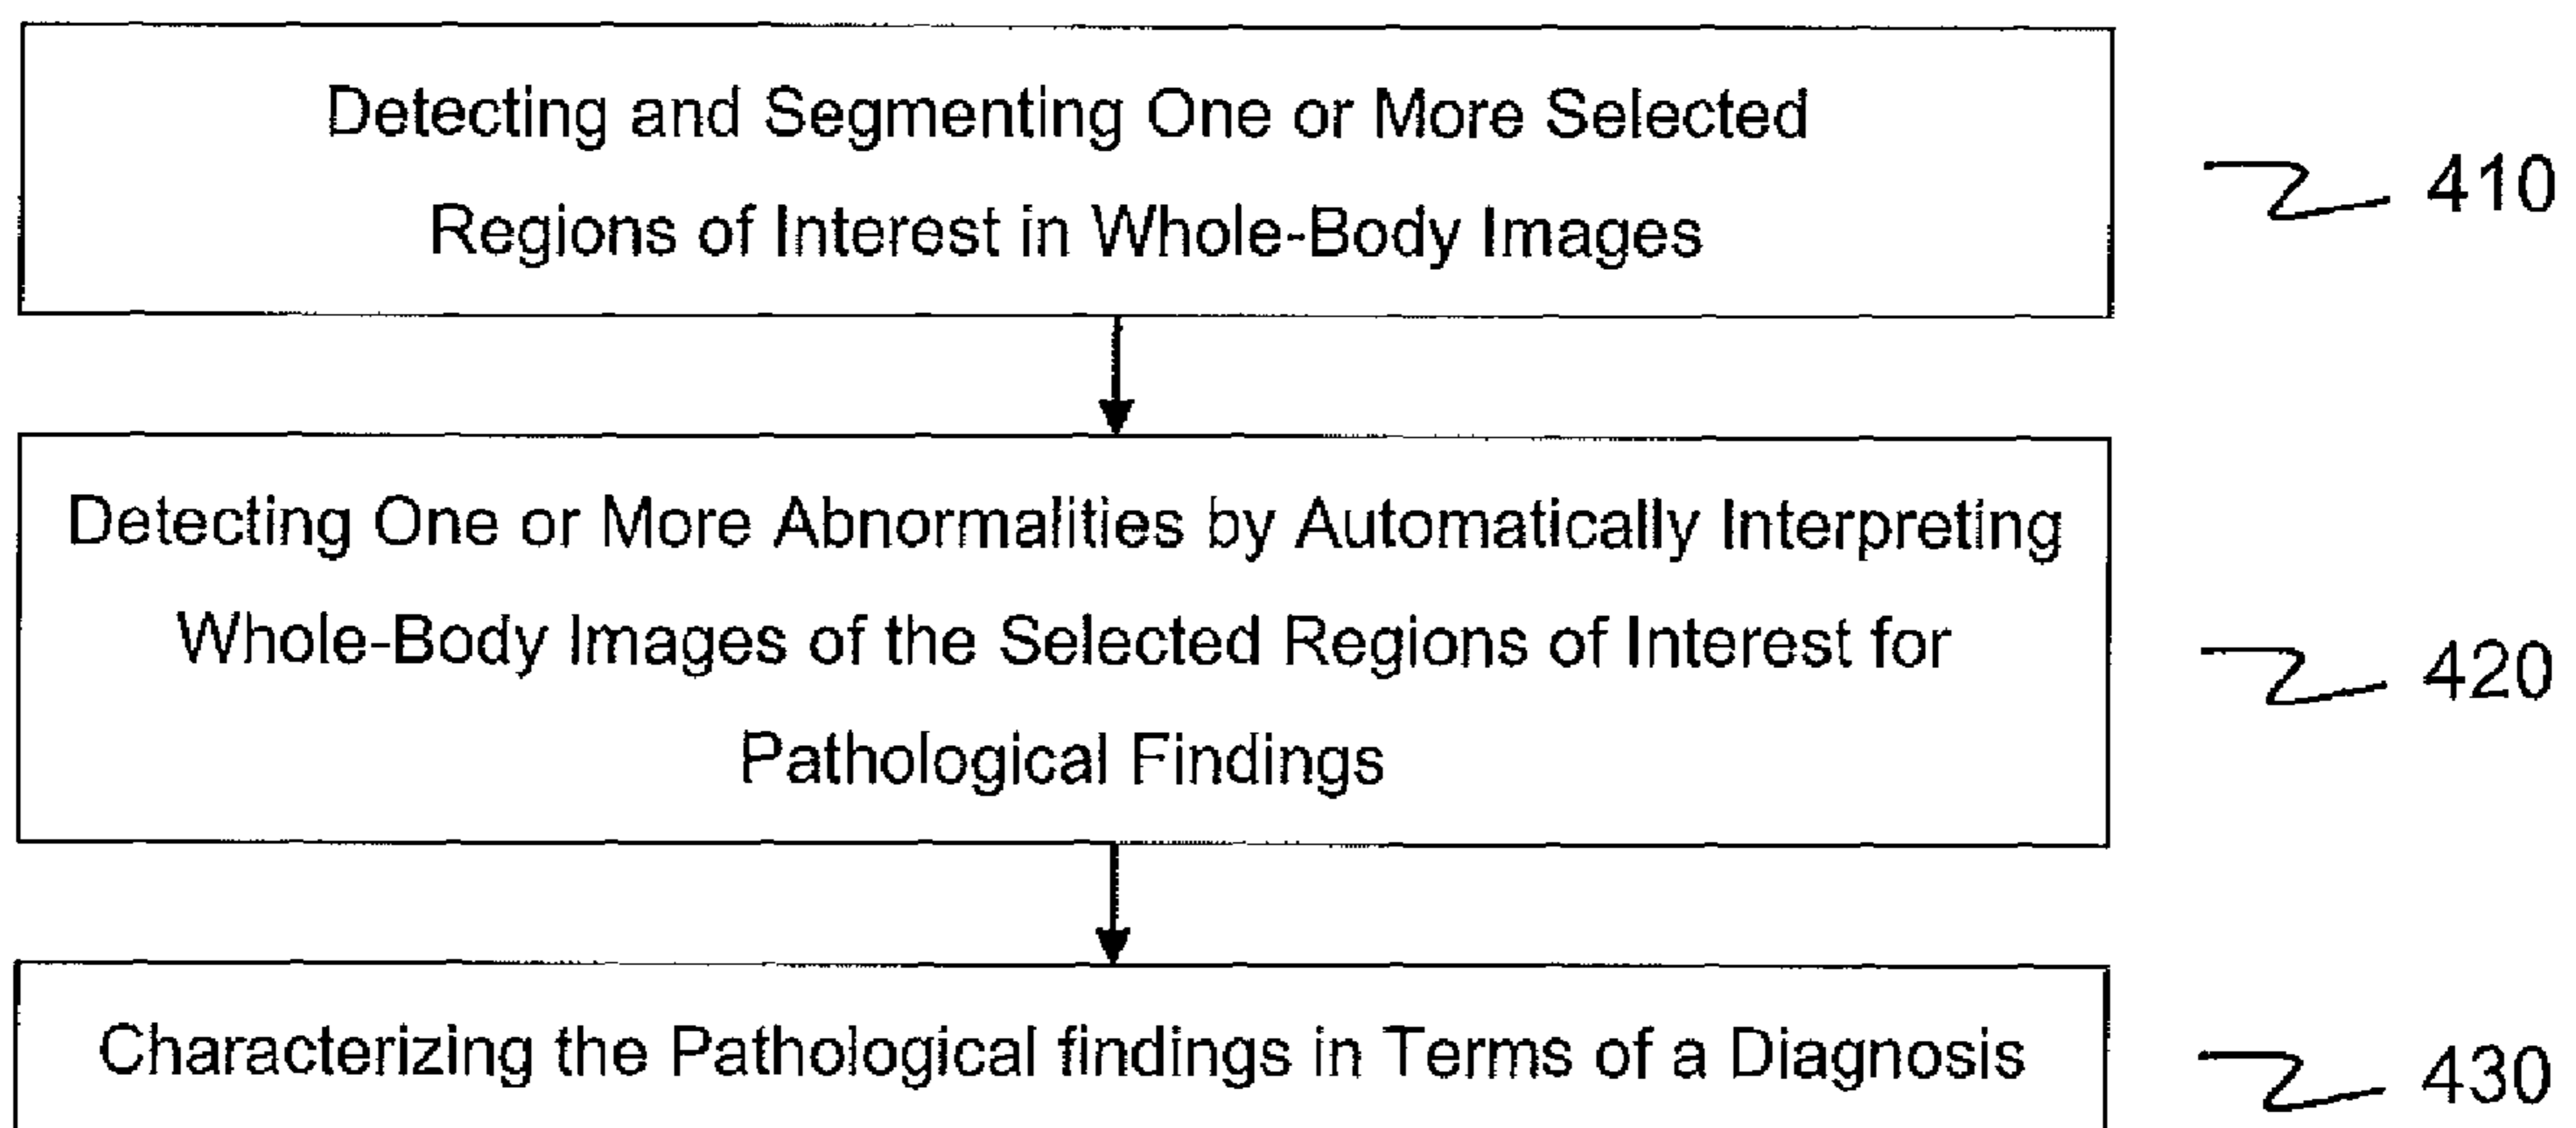 Detecting and Segmenting One or More Selected
Regions of Interest in Whole-Body Images
410
Detecting One or More Abnormalities by Automatically Interpreting
Whole-Body Images of the Selected Regions of Interest for
Pathological Findings
420
Characterizing the Pathological findings in Terms of a Diagnosis
430